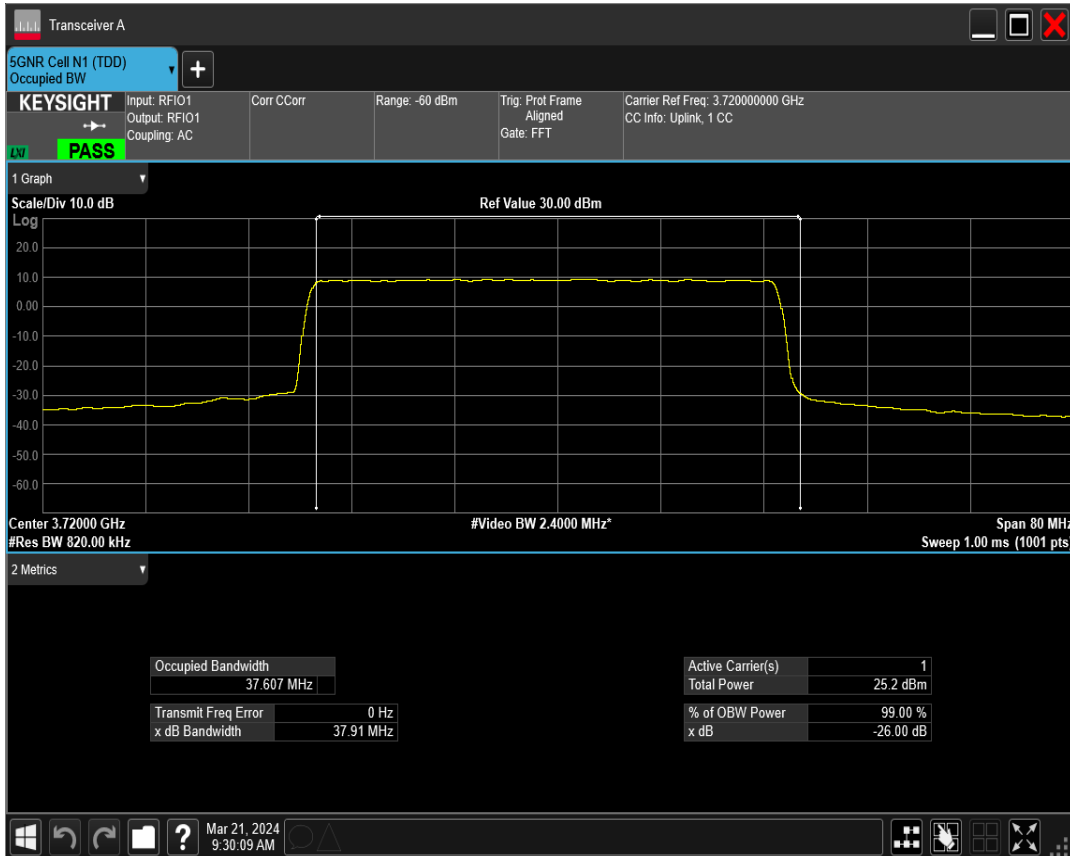 Transceiver A
5GNR Cell N1 (TDD)
Occupied BW
+
KEYSIGHT
LXI
PASS
Input: RFIO1
Output: RFIO1
Coupling: AC
Corr CCorr
Range: -60 dBm
Trig: Prot Frame
Aligned
Gate: FFT
Carrier Ref Freq: 3.720000000 GHz
CC Info: Uplink, 1 CC
1 Graph
Scale/Div 10.0 dB
Ref Value 30.00 dBm
Log
20.0
10.0
0.00
-10.0
-20.0
-30.0
-40.0
-50.0
-60.0
Center 3.72000 GHz
#Video BW 2.4000 MHz*
Span 80 MHz
#Res BW 820.00 kHz
Sweep 1.00 ms (1001 pts)
2 Metrics
Occupied Bandwidth
37.607 MHz
Transmit Freq Error 0 Hz
x dB Bandwidth 37.91 MHz
Active Carrier(s) 1
Total Power 25.2 dBm
% of OBW Power 99.00 %
x dB -26.00 dB
?
Mar 21, 2024
9:30:09 AM